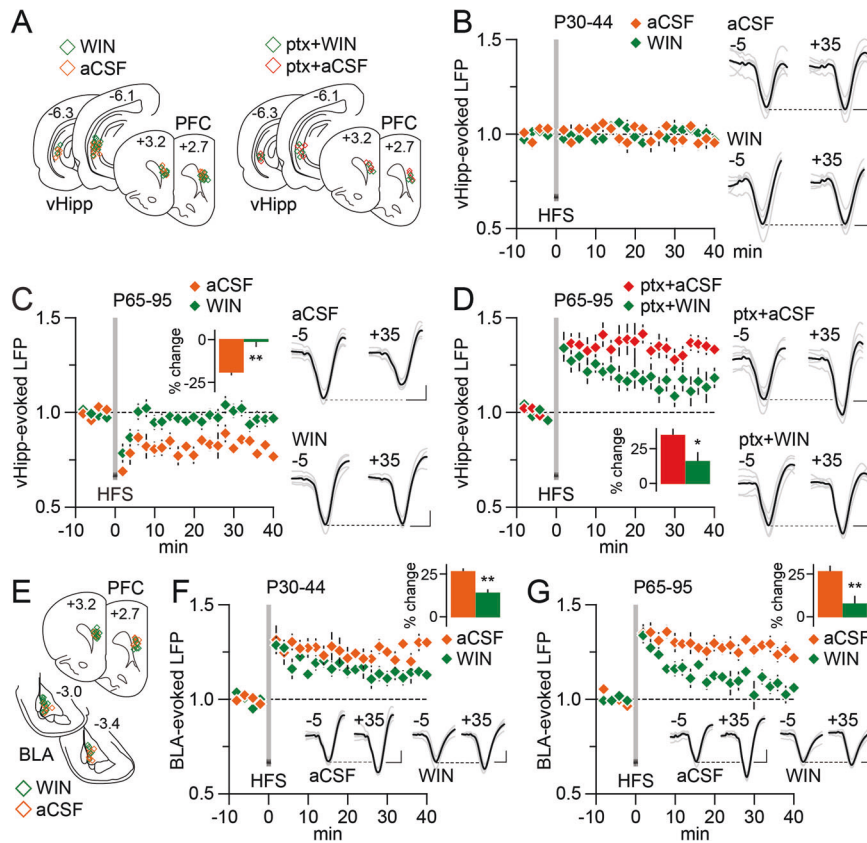 A
WIN
aCSF
ptx+WIN
ptx+aCSF
-6.3
-6.1
PFC
+3.2
+2.7
vHipp
-6.3
-6.1
PFC
+3.2
+2.7
vHipp
B
P30-44
aCSF
WIN
vHipp-evoked LFP
1.5
1.0
0.5
HFS
-10 0 10 20 30 40 min
aCSF
-5 +35
WIN
-5 +35
C
P65-95
aCSF
WIN
vHipp-evoked LFP
1.5
1.0
0.5
% change
0
-25
**
HFS
-10 0 10 20 30 40
min
aCSF
-5 +35
WIN
-5 +35
D
P65-95
ptx+aCSF
ptx+WIN
vHipp-evoked LFP
1.5
1.0
0.5
% change
25
0
*
HFS
-10 0 10 20 30 40
min
ptx+aCSF
-5 +35
ptx+WIN
-5 +35
E
PFC
+3.2
+2.7
-3.0
-3.4
BLA
WIN
aCSF
F
P30-44
BLA-evoked LFP
1.5
1.0
0.5
% change
25
0
**
aCSF
WIN
HFS
-5 +35 -5 +35
aCSF WIN
-10 0 10 20 30 40
min
G
P65-95
BLA-evoked LFP
1.5
1.0
0.5
% change
25
0
**
aCSF
WIN
HFS
-5 +35 -5 +35
aCSF WIN
-10 0 10 20 30 40
min